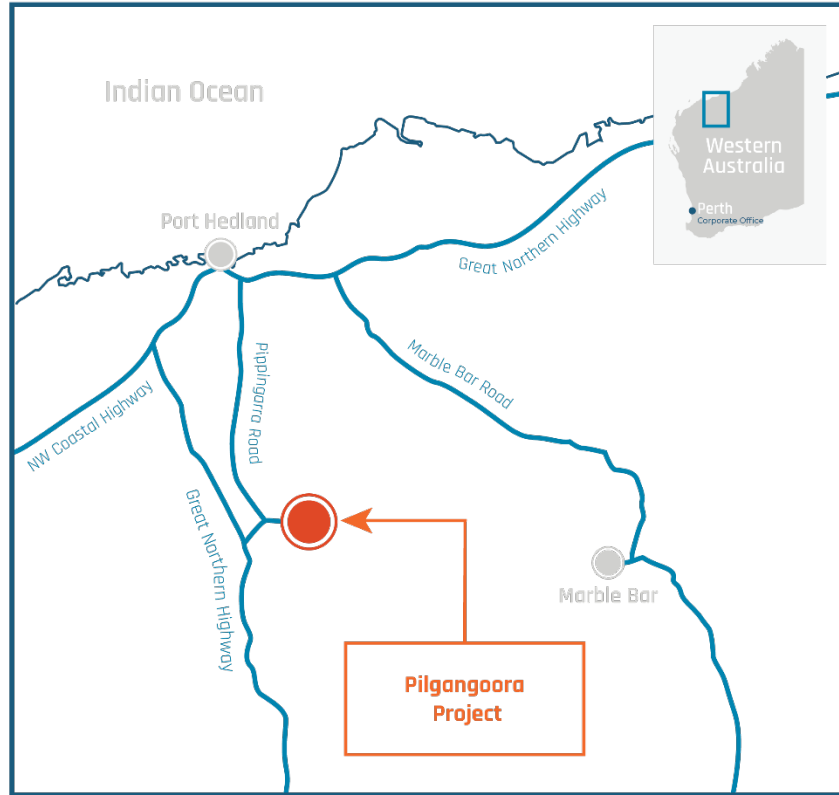 Indian Ocean
Western
Australia
Perth
Corporate Office
Port Hedland
Great Northern Highway
Pippingarra Road
Marble Bar Road
NW Coastal Highway
Great Northern Highway
Marble Bar
Pilgangoora
Project